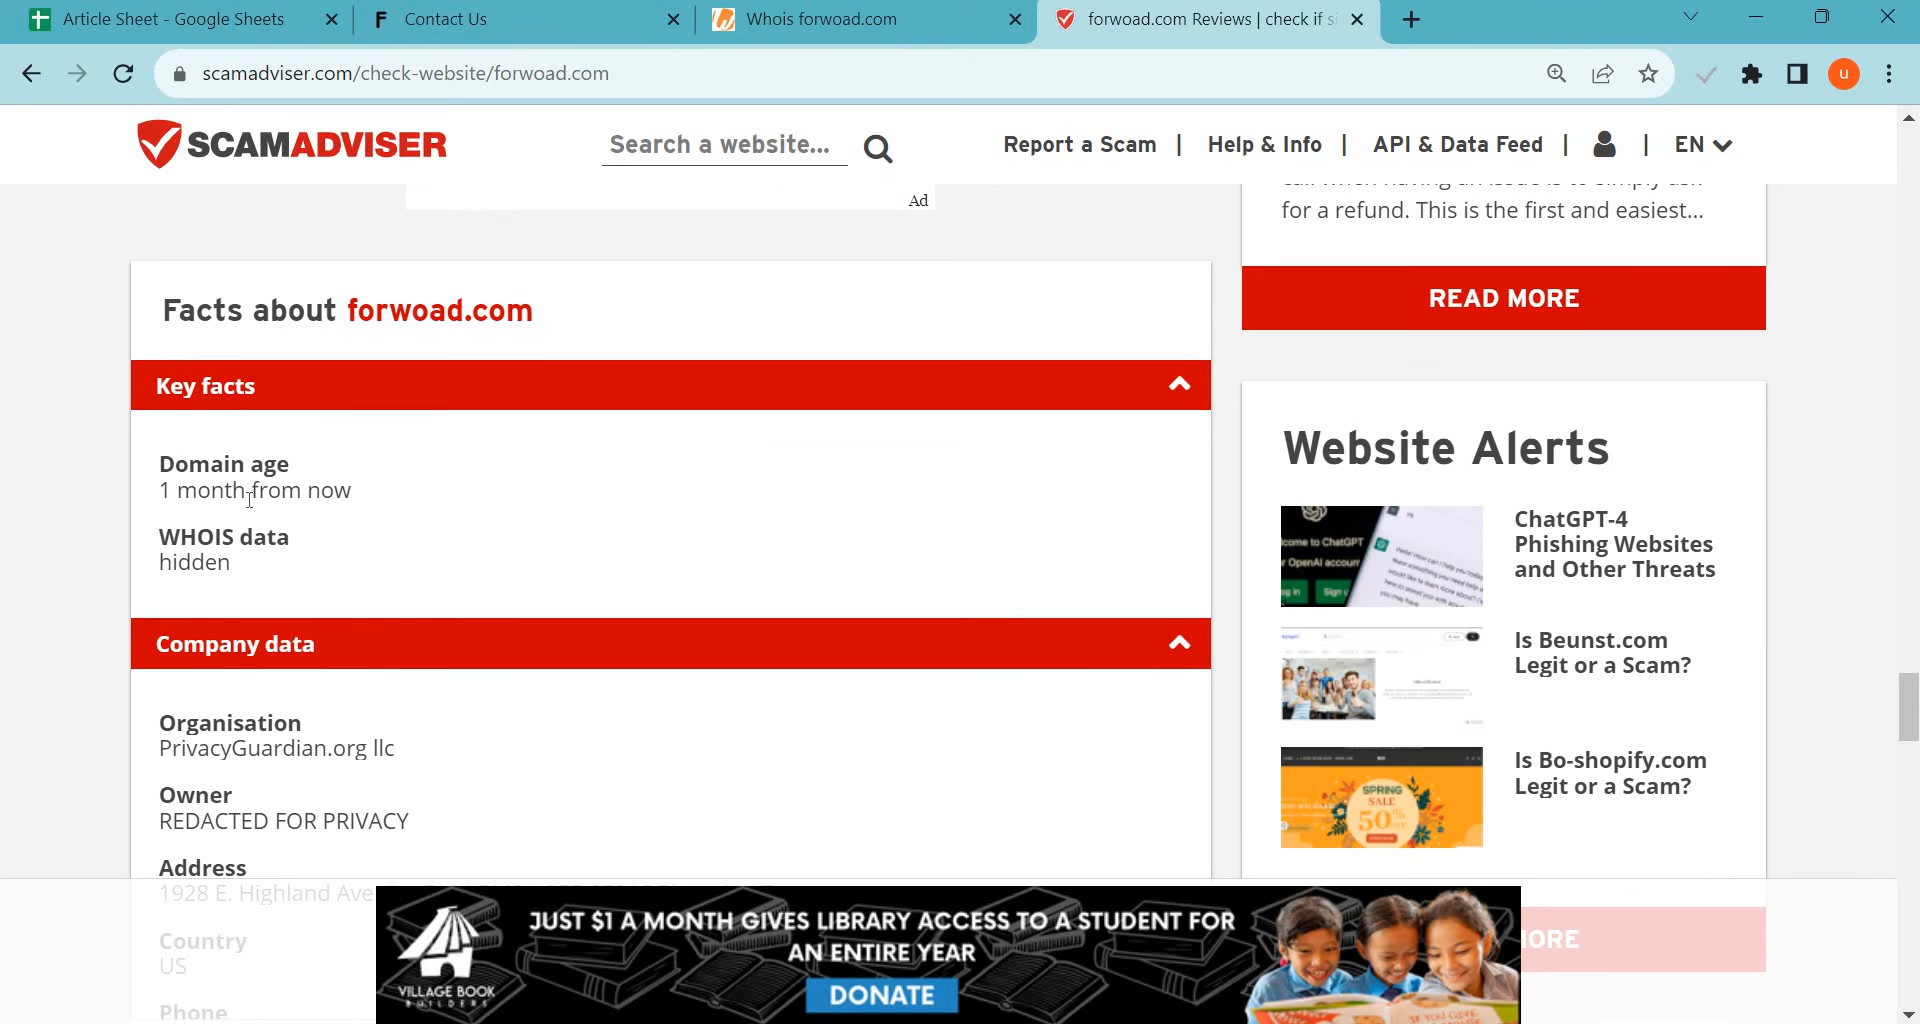 Article Sheet - Google Sheets
Contact Us
Whois forwoad.com
forwoad.com Reviews | check if si
scamadviser.com/check-website/forwoad.com
u
SCAMADVISER
Search a website...
Report a Scam | Help & Info | API & Data Feed | | EN
Ad
for a refund. This is the first and easiest...
READ MORE
Facts about forwoad.com
Key facts
Domain age
1 month from now
WHOIS data
hidden
Company data
Organisation
PrivacyGuardian.org llc
Owner
REDACTED FOR PRIVACY
Address
1928 E. Highland Ave
Country
US
Phone
Website Alerts
ChatGPT-4
Phishing Websites
and Other Threats
Is Beunst.com
Legit or a Scam?
Is Bo-shopify.com
Legit or a Scam?
SPRING
SALE
50%
JUST $1 A MONTH GIVES LIBRARY ACCESS TO A STUDENT FOR
AN ENTIRE YEAR
DONATE
VILLAGE BOOK
BUILDERS